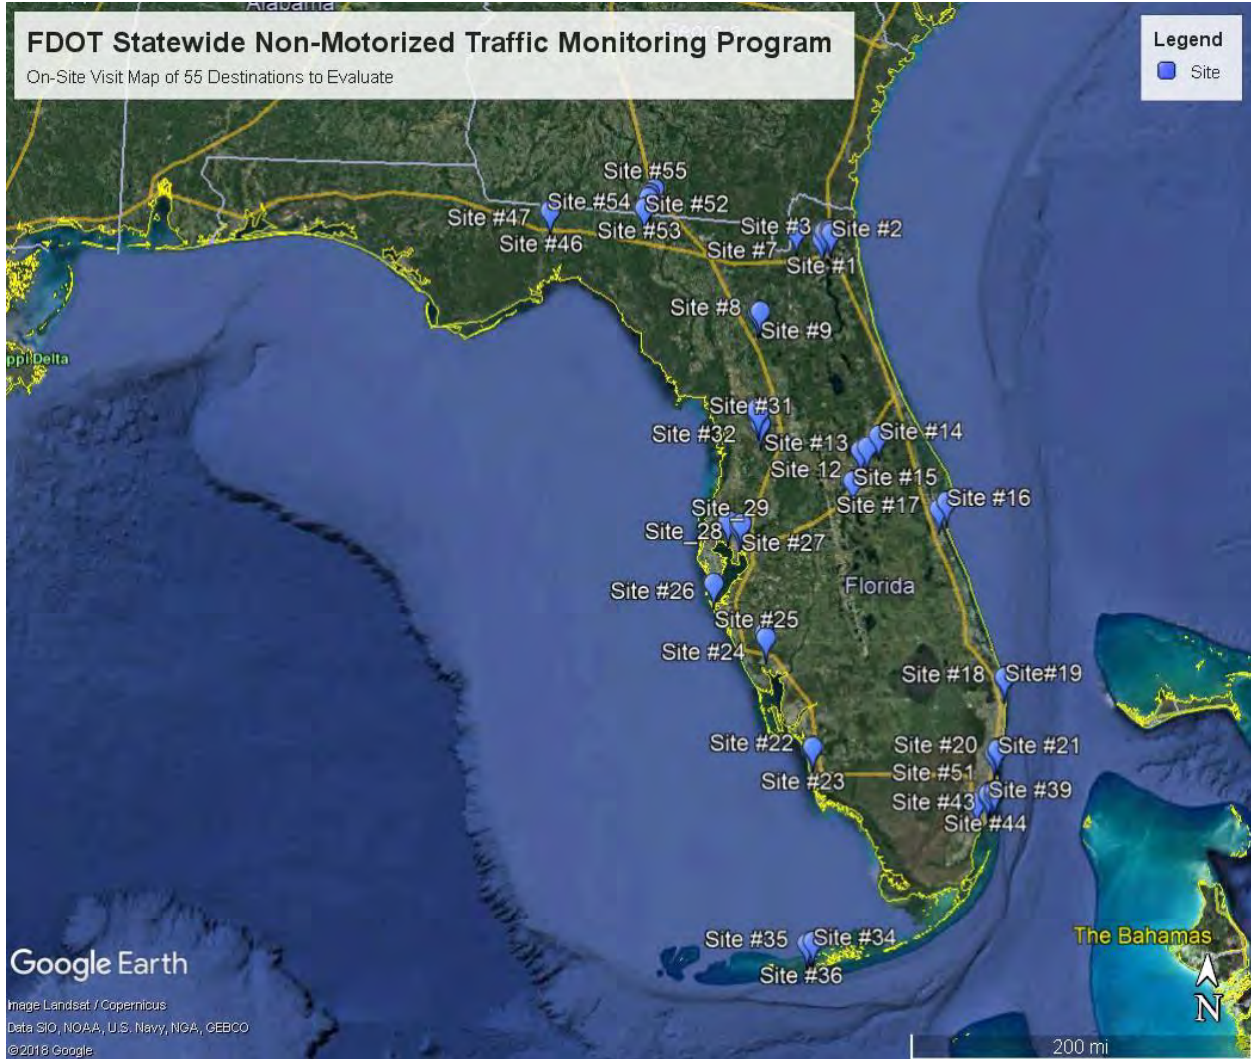 Alabama
FDOT Statewide Non-Motorized Traffic Monitoring Program
On-Site Visit Map of 55 Destinations to Evaluate
Legend
Site
Site #55
Site #54
Site #52
Site #47
Site #53
Site #46
Site #3
Site #2
Site #7
Site #1
Site #8
Site #9
ppi Delta
Site #31
Site #32
Site #13
Site #14
Site 12
Site #15
Site #16
Site #17
Site_29
Site_28
Site #27
Site #26
Florida
Site #25
Site #24
Site #18
Site#19
Site #22
Site #20
Site #21
Site #23
Site #51
Site #39
Site #43
Site #44
Site #35
Site #34
Site #36
The Bahamas
Google Earth
N
Image Landsat / Copernicus
Data SIO, NOAA, U.S. Navy, NGA, GEBCO
© 2018 Google
200 mi